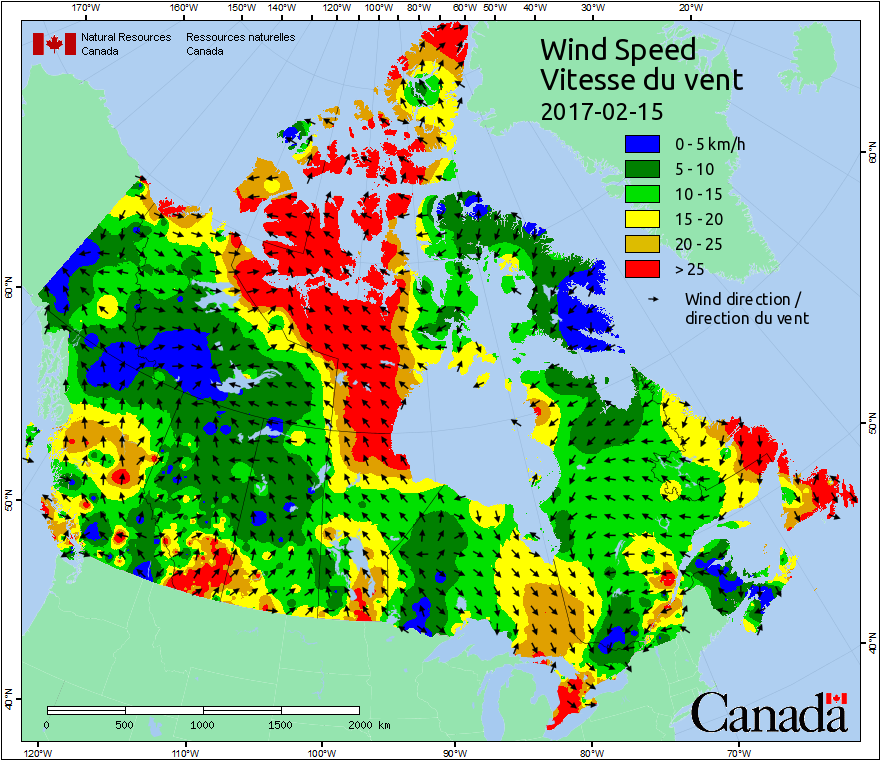 170°W 160°W 150°W 140°W 120°W 100°W 80°W 60°W 50°W 40°W 30°W 20°W
Natural Resources Ressources naturelles
Canada Canada
Wind Speed
Vitesse du vent
2017-02-15
0 - 5 km/h
5 - 10
10 - 15
15 - 20
20 - 25
> 25
Wind direction /
direction du vent
60°N
60°N
50°N
50°N
40°N
40°N
0 500 1000 1500 2000 km
Canada
120°W 110°W 100°W 90°W 80°W 70°W